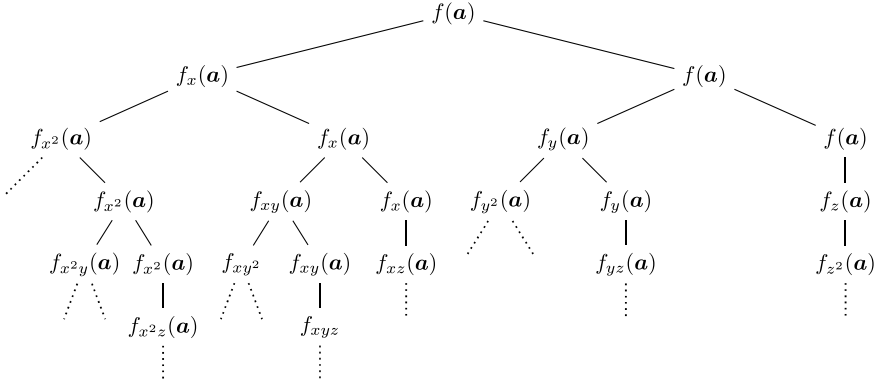 f(a)
f_x(a) f(a)
f_{x^2}(a) f_x(a) f_y(a) f(a)
f_{x^2}(a) f_{xy}(a) f_x(a) f_{y^2}(a) f_y(a) f_z(a)
f_{x^2y}(a) f_{x^2}(a) f_{xy^2} f_{xy}(a) f_{xz}(a) f_{yz}(a) f_{z^2}(a)
f_{x^2z}(a) f_{xyz}